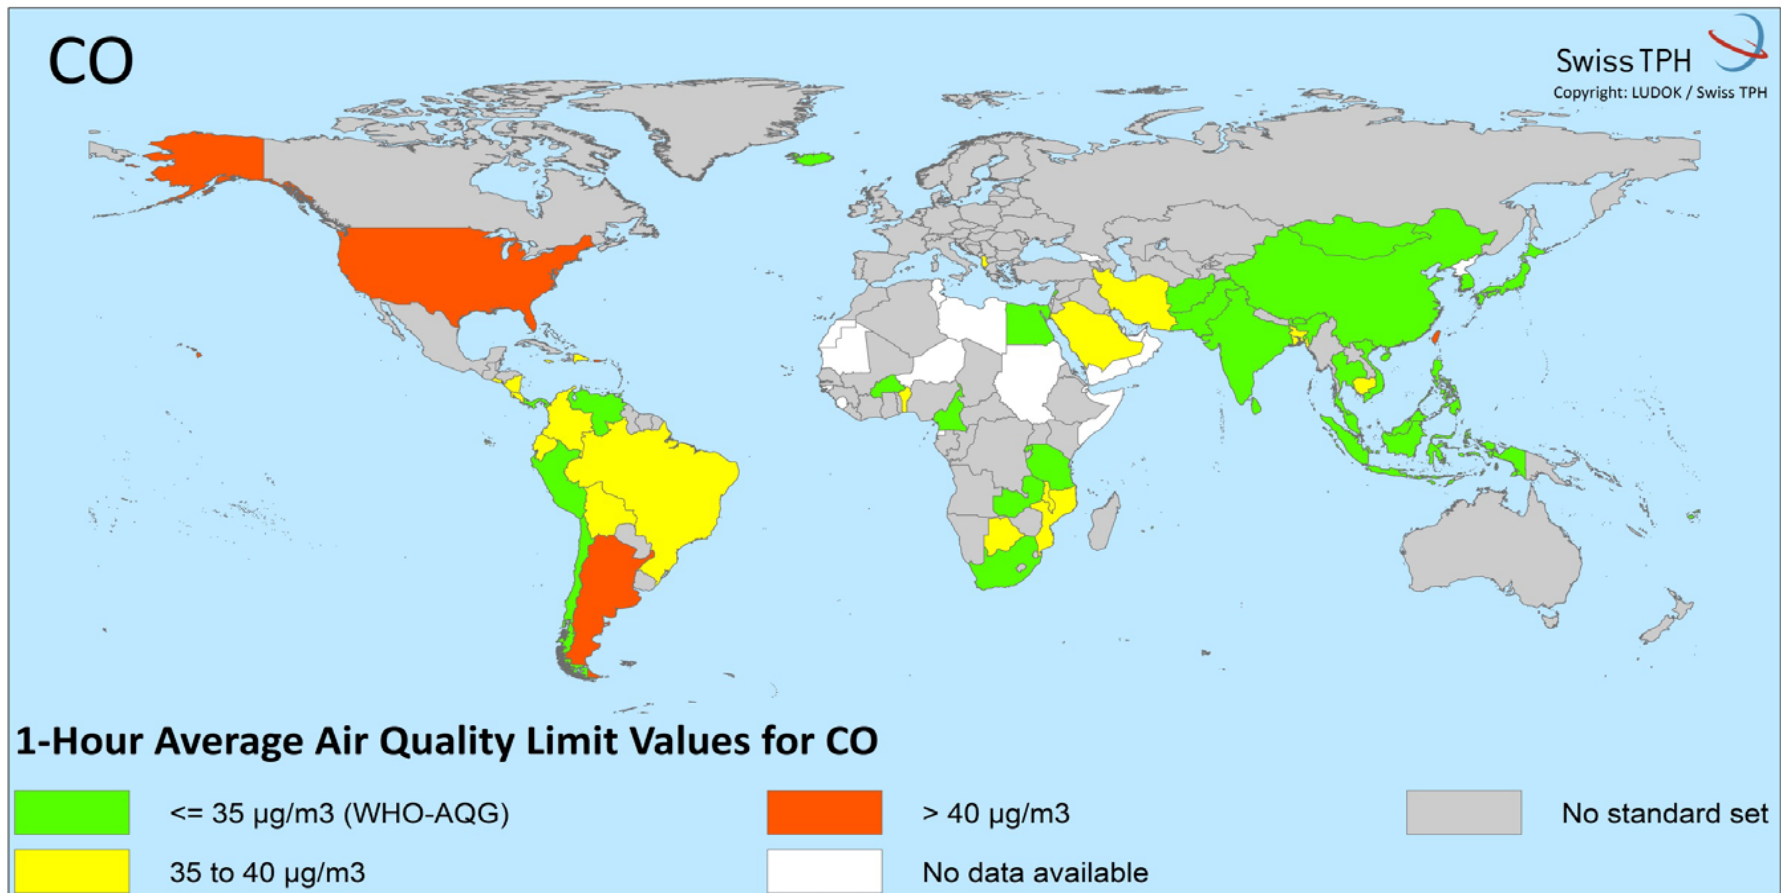 CO
Swiss TPH
Copyright: LUDOK / Swiss TPH
1-Hour Average Air Quality Limit Values for CO
<= 35 µg/m3 (WHO-AQG)
> 40 µg/m3
No standard set
35 to 40 µg/m3
No data available